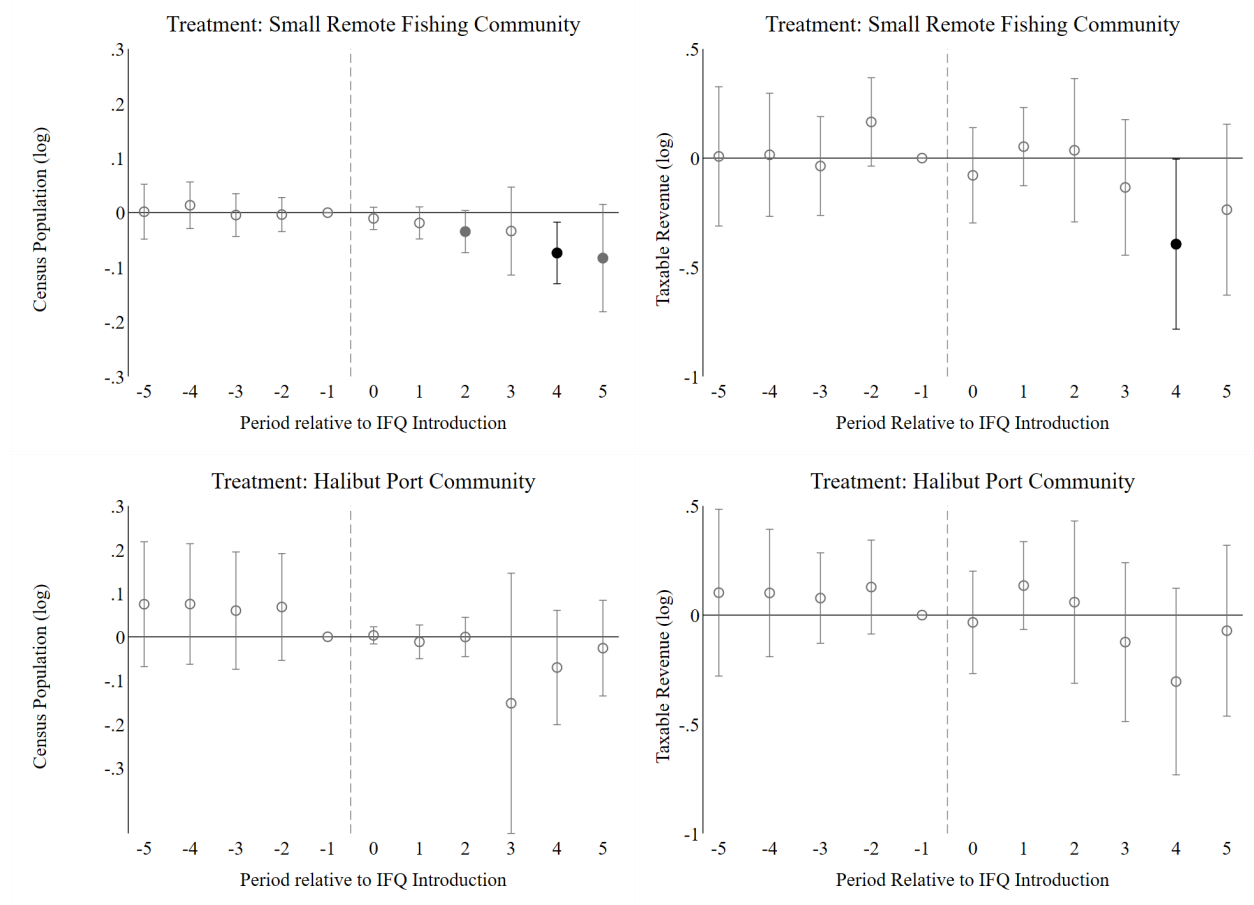 Treatment: Small Remote Fishing Community
Census Population (log)
.3
.2
.1
0
-.1
-.2
-.3
-5 -4 -3 -2 -1 0 1 2 3 4 5
Period relative to IFQ Introduction
Treatment: Small Remote Fishing Community
Taxable Revenue (log)
.5
0
-.5
-1
-5 -4 -3 -2 -1 0 1 2 3 4 5
Period Relative to IFQ Introduction
Treatment: Halibut Port Community
Census Population (log)
.3
.2
.1
0
-.1
-.2
-.3
-5 -4 -3 -2 -1 0 1 2 3 4 5
Period relative to IFQ Introduction
Treatment: Halibut Port Community
Taxable Revenue (log)
.5
0
-.5
-1
-5 -4 -3 -2 -1 0 1 2 3 4 5
Period Relative to IFQ Introduction